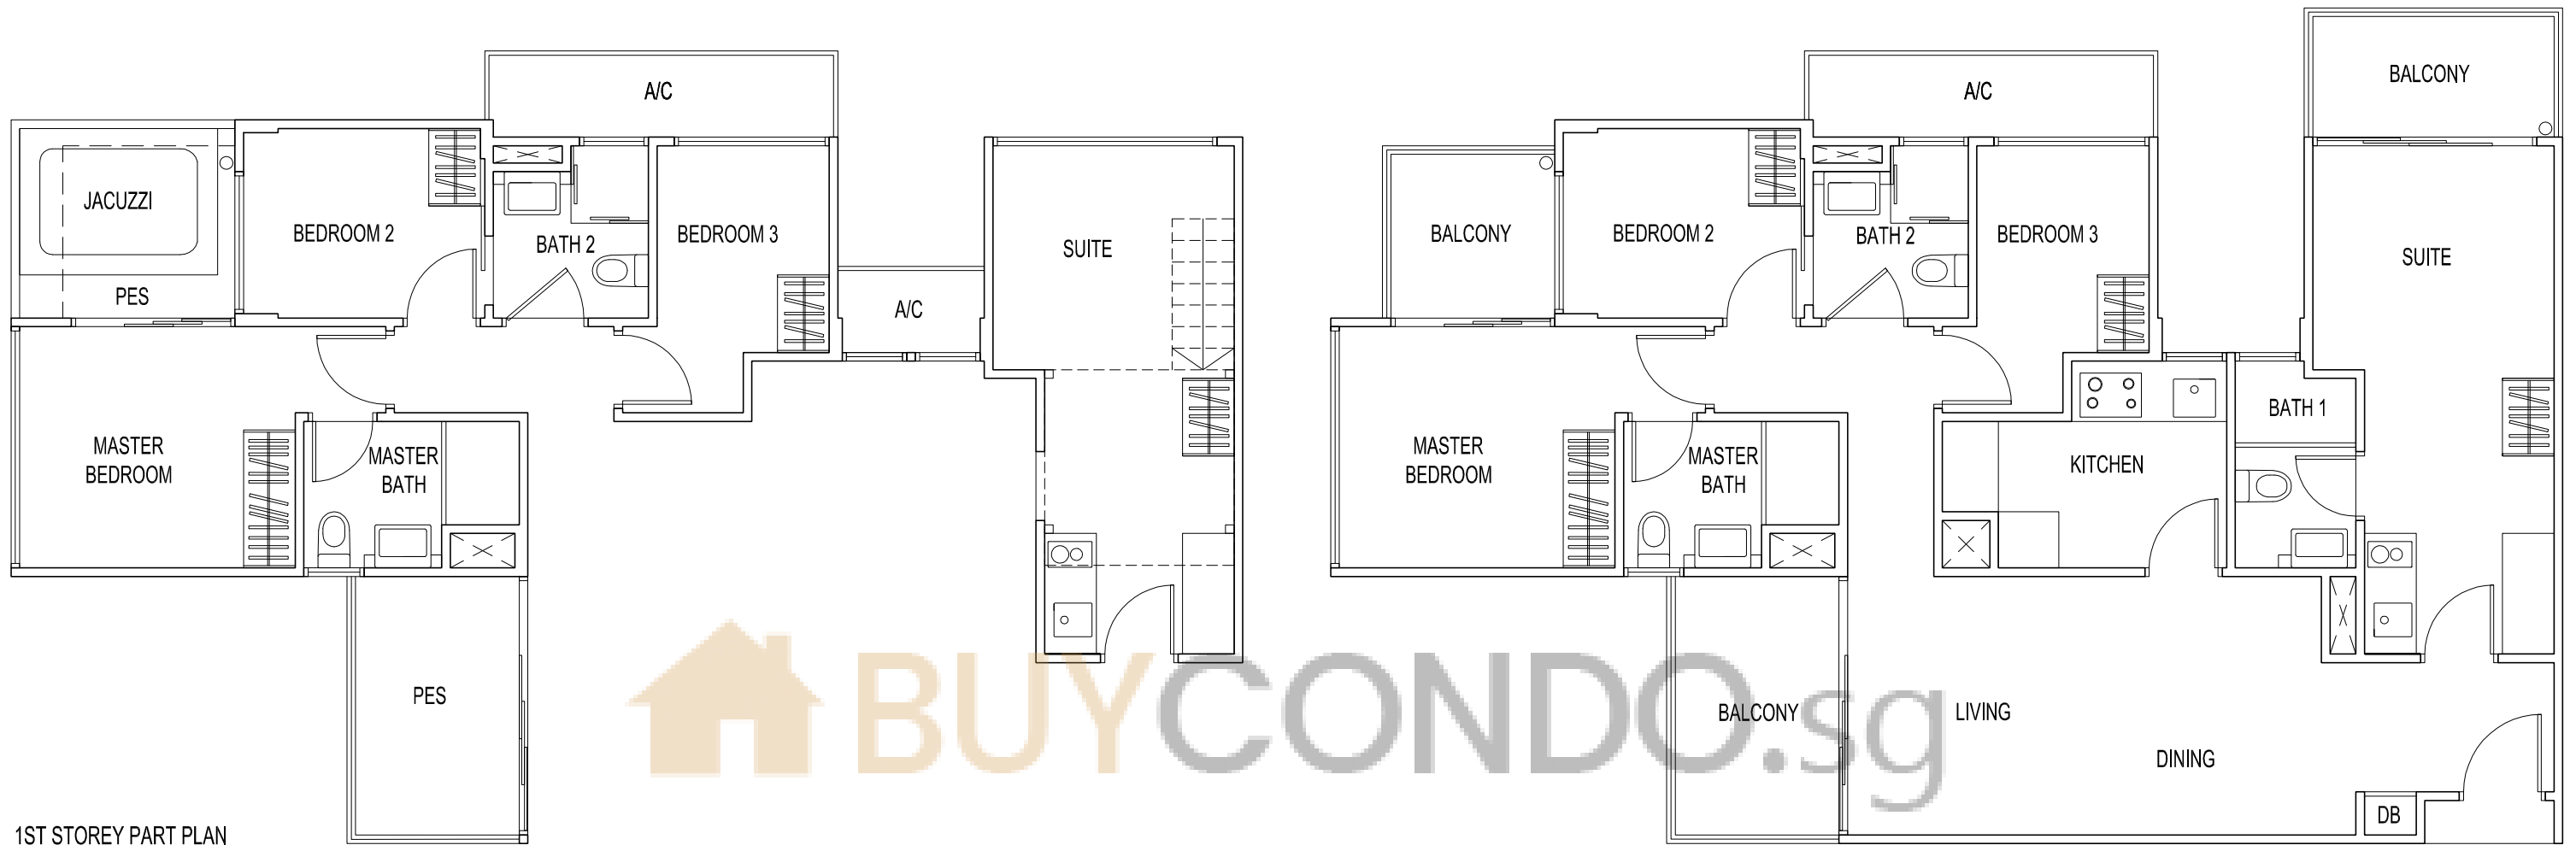 A/C
JACUZZI
BEDROOM 2
BATH 2
BEDROOM 3
SUITE
PES
A/C
MASTER
BEDROOM
MASTER
BATH
PES
1ST STOREY PART PLAN
BALCONY
A/C
BALCONY
BEDROOM 2
BATH 2
BEDROOM 3
SUITE
BATH 1
MASTER
BEDROOM
MASTER
BATH
KITCHEN
BALCONY
LIVING
DINING
DB
BUYCONDO.sg